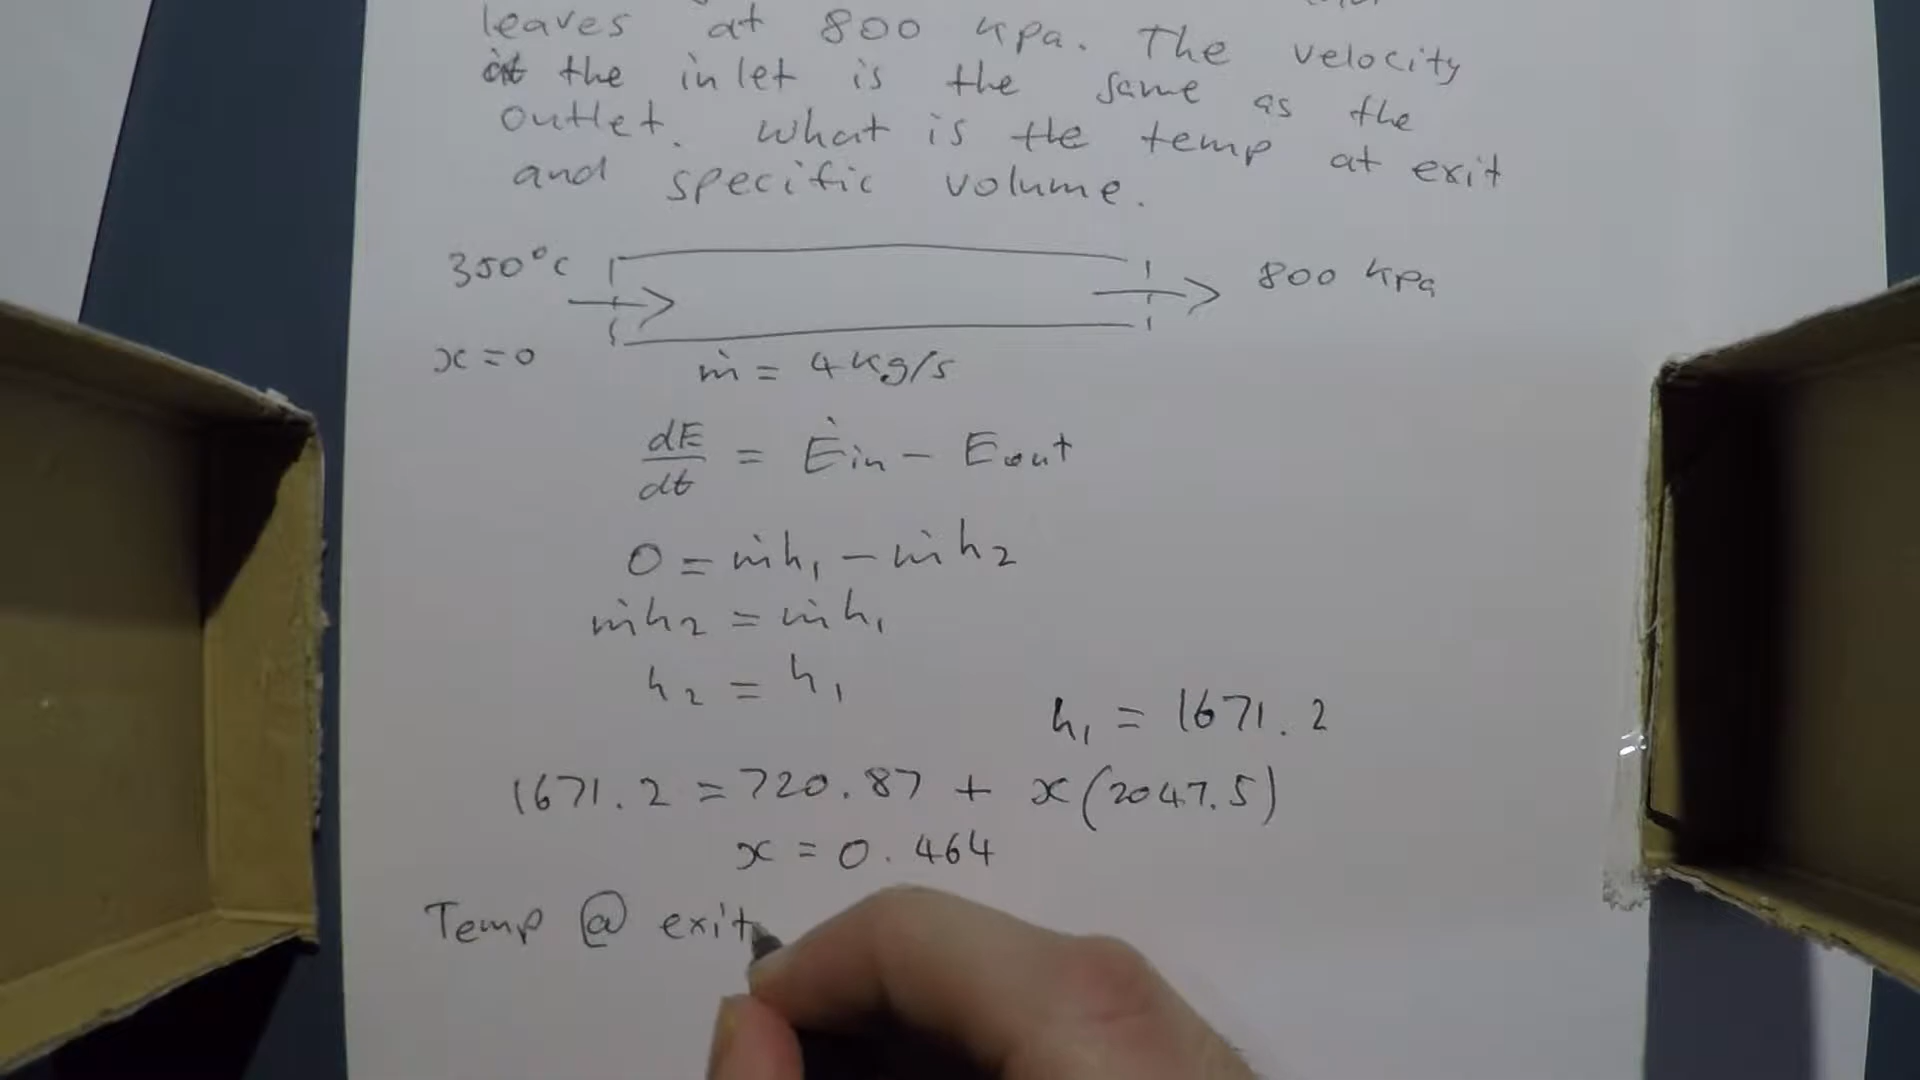 leaves at 800 kpa. The velocity
at the inlet is the same as the
outlet. what is the temp at exit
and specific volume.
350°c
800 kpa
x = 0
ṁ = 4 kg/s
dE/dt = Ėin - Eout
0 = ṁh₁ - ṁh₂
ṁh₂ = ṁh₁
h₂ = h₁
h₁ = 1671.2
1671.2 = 720.87 + x(2047.5)
x = 0.464
Temp @ exit